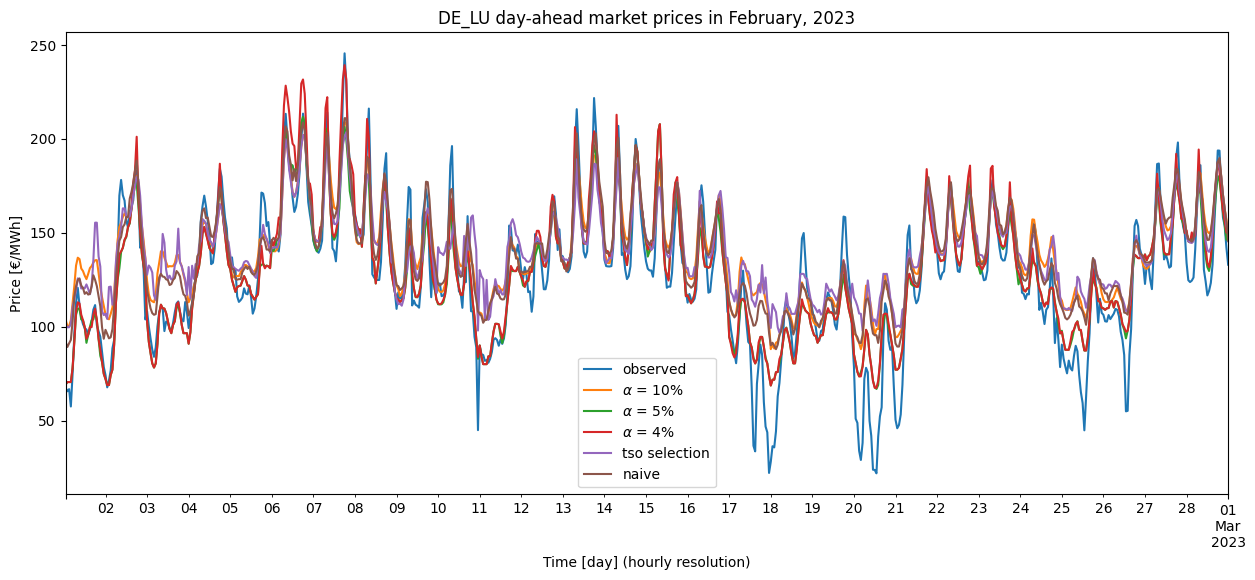 DE_LU day-ahead market prices in February, 2023
250
200
150
100
50
Price [€/MWh]
observed
α = 10%
α = 5%
α = 4%
tso selection
naive
02 03 04 05 06 07 08 09 10 11 12 13 14 15 16 17 18 19 20 21 22 23 24 25 26 27 28 01
Mar
2023
Time [day] (hourly resolution)